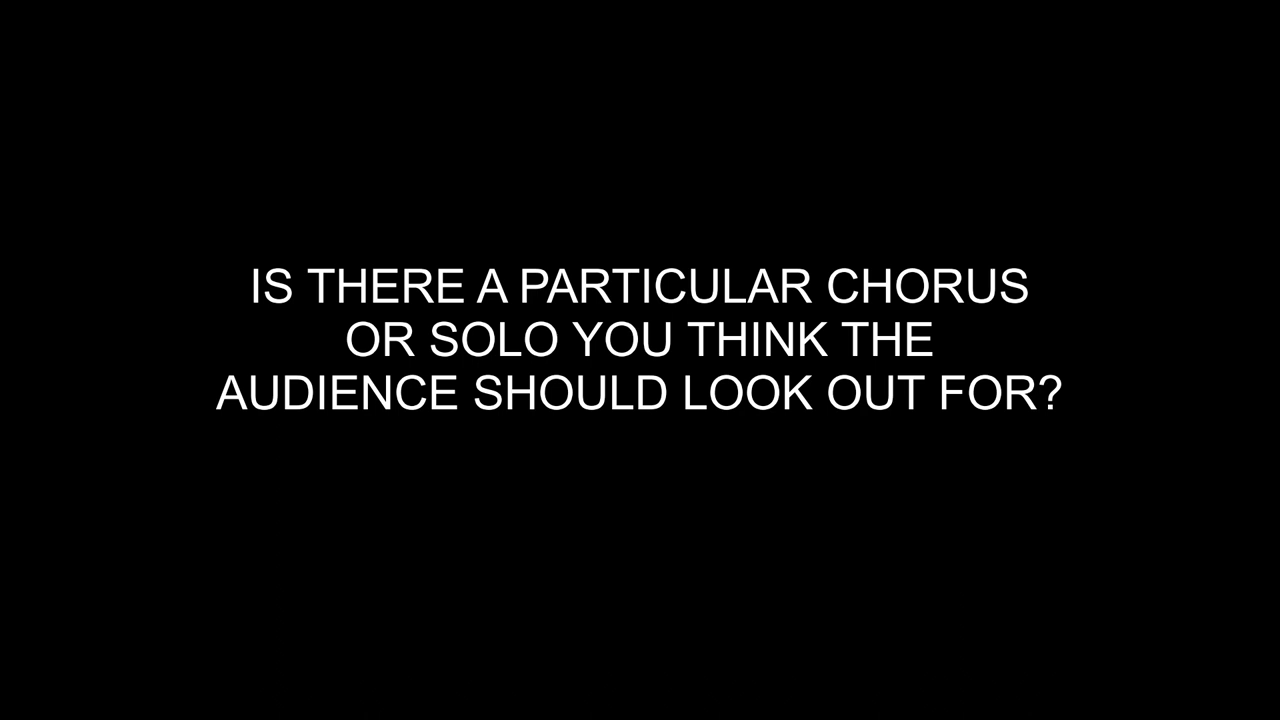 IS THERE A PARTICULAR CHORUS
OR SOLO YOU THINK THE
AUDIENCE SHOULD LOOK OUT FOR?